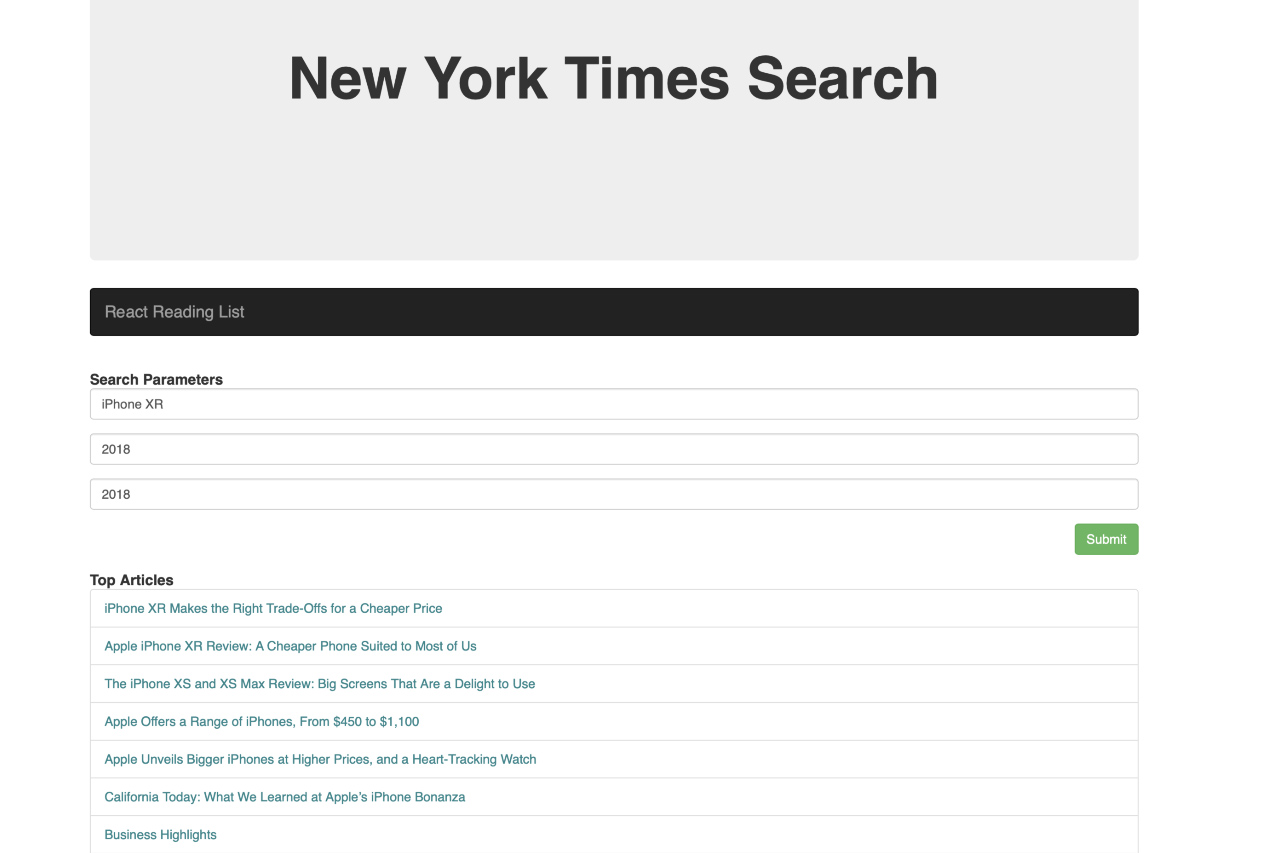 New York Times Search
React Reading List
Search Parameters
iPhone XR
2018
2018
Submit
Top Articles
iPhone XR Makes the Right Trade-Offs for a Cheaper Price
Apple iPhone XR Review: A Cheaper Phone Suited to Most of Us
The iPhone XS and XS Max Review: Big Screens That Are a Delight to Use
Apple Offers a Range of iPhones, From $450 to $1,100
Apple Unveils Bigger iPhones at Higher Prices, and a Heart-Tracking Watch
California Today: What We Learned at Apple’s iPhone Bonanza
Business Highlights